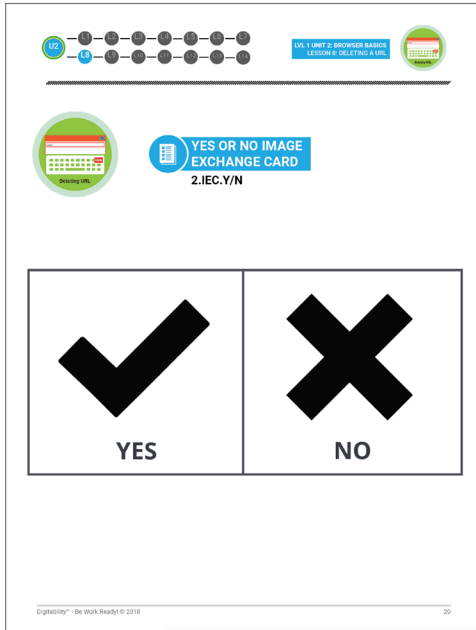 U2
L1 L2 L3 L4 L5 L6 L7
L8 L9 L10 L11 L12 L13 L14
LVL 1 UNIT 2: BROWSER BASICS
LESSON 8: DELETING A URL
Deleting URL
Deleting URL
YES OR NO IMAGE
EXCHANGE CARD
2.IEC.Y/N
YES
NO
Digitability™ - Be Work Ready! © 2018
20